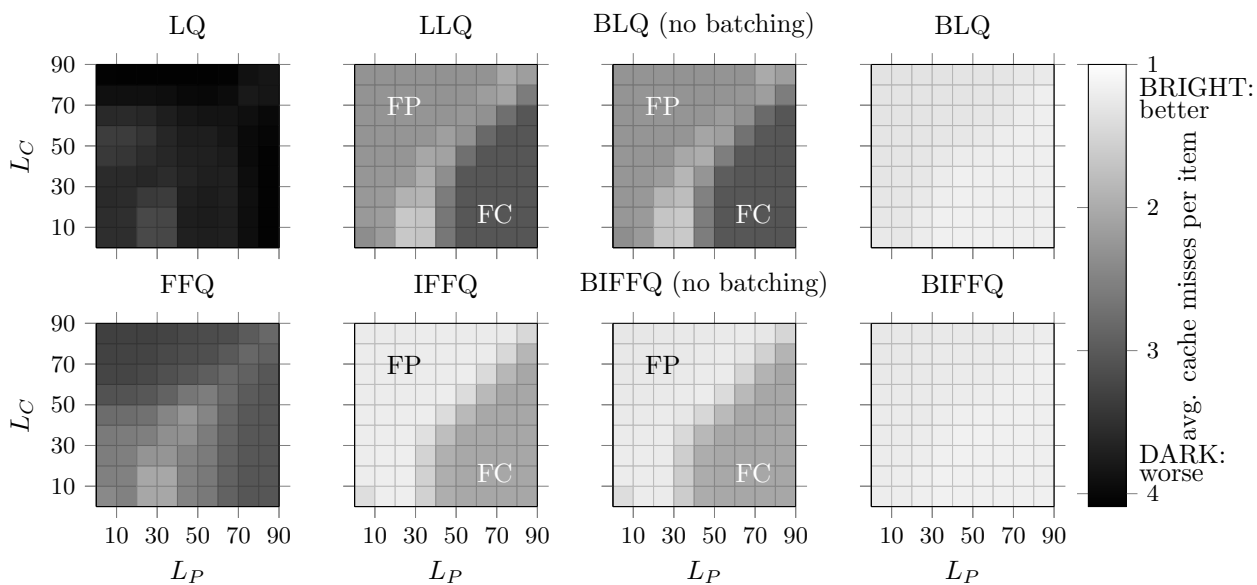 LQ
LLQ
BLQ (no batching)
BLQ
90
70
50
30
10
L_C
FP
FC
FP
FC
1
2
3
4
BRIGHT:
better
avg. cache misses per item
DARK:
worse
FFQ
IFFQ
BIFFQ (no batching)
BIFFQ
90
70
50
30
10
L_C
FP
FC
FP
FC
10 30 50 70 90
10 30 50 70 90
10 30 50 70 90
10 30 50 70 90
L_P
L_P
L_P
L_P